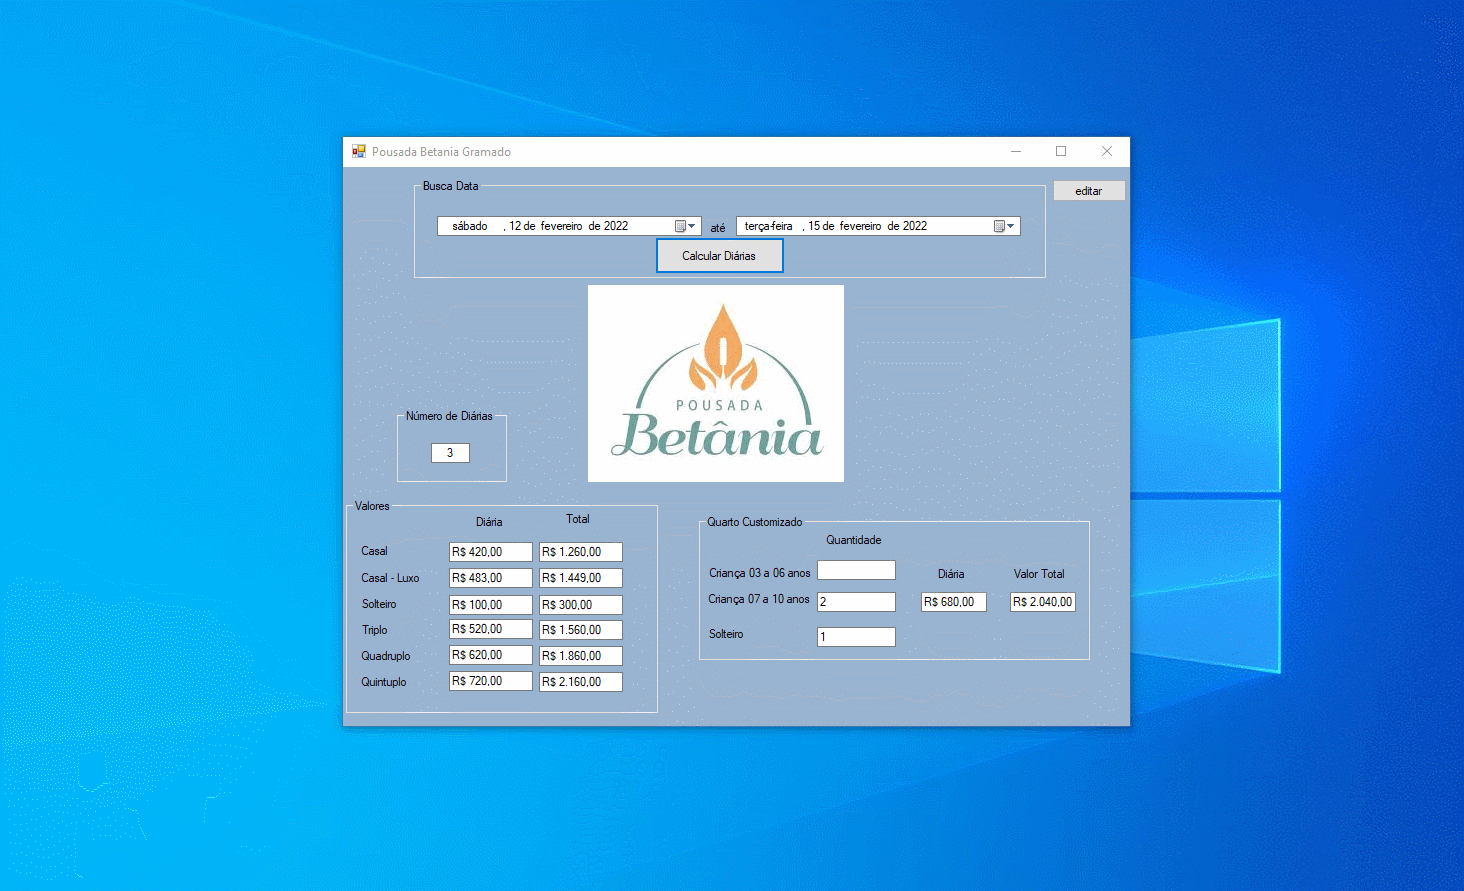 Pousada Betania Gramado
editar
Busca Data
sábado , 12 de fevereiro de 2022
até
terça-feira , 15 de fevereiro de 2022
Calcular Diárias
POUSADA
Betânia
Número de Diárias
3
Valores
Diária Total
Casal R$ 420,00 R$ 1.260,00
Casal - Luxo R$ 483,00 R$ 1.449,00
Solteiro R$ 100,00 R$ 300,00
Triplo R$ 520,00 R$ 1.560,00
Quadruplo R$ 620,00 R$ 1.860,00
Quintuplo R$ 720,00 R$ 2.160,00
Quarto Customizado
Quantidade
Criança 03 a 06 anos
Diária Valor Total
Criança 07 a 10 anos 2 R$ 680,00 R$ 2.040,00
Solteiro 1